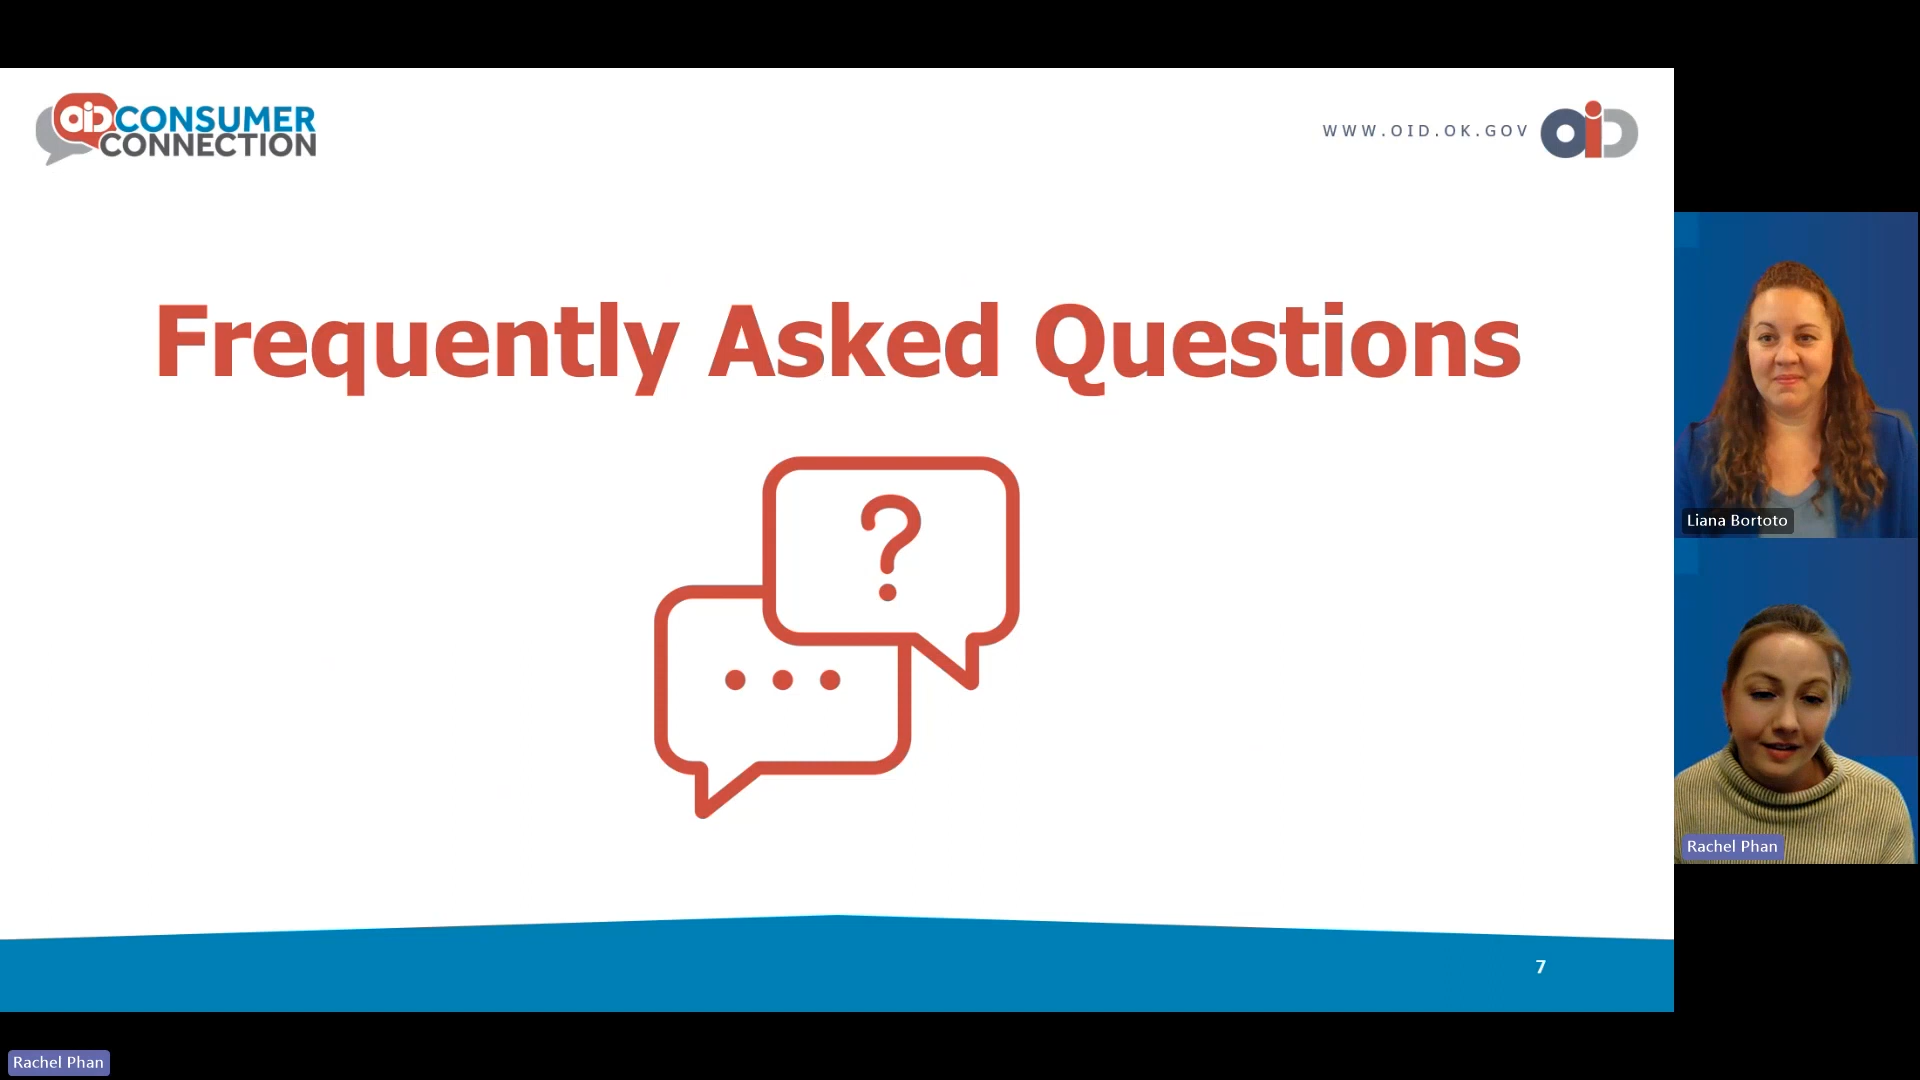 OID CONSUMER
CONNECTION
WWW.OID.OK.GOV OID
Frequently Asked Questions
?
Liana Bortoto
Rachel Phan
7
Rachel Phan